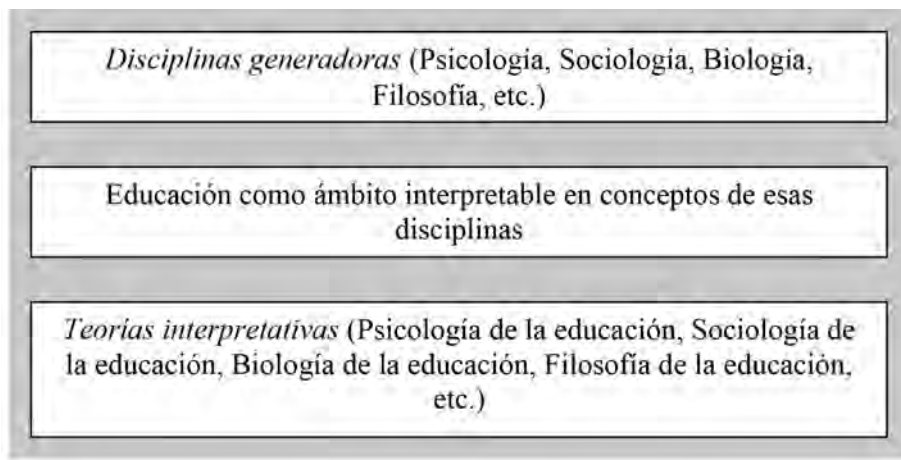 Disciplinas generadoras (Psicología, Sociología, Biología,
Filosofía, etc.)
Educación como ámbito interpretable en conceptos de esas
disciplinas
Teorías interpretativas (Psicología de la educación, Sociología de
la educación, Biología de la educación, Filosofía de la educación,
etc.)